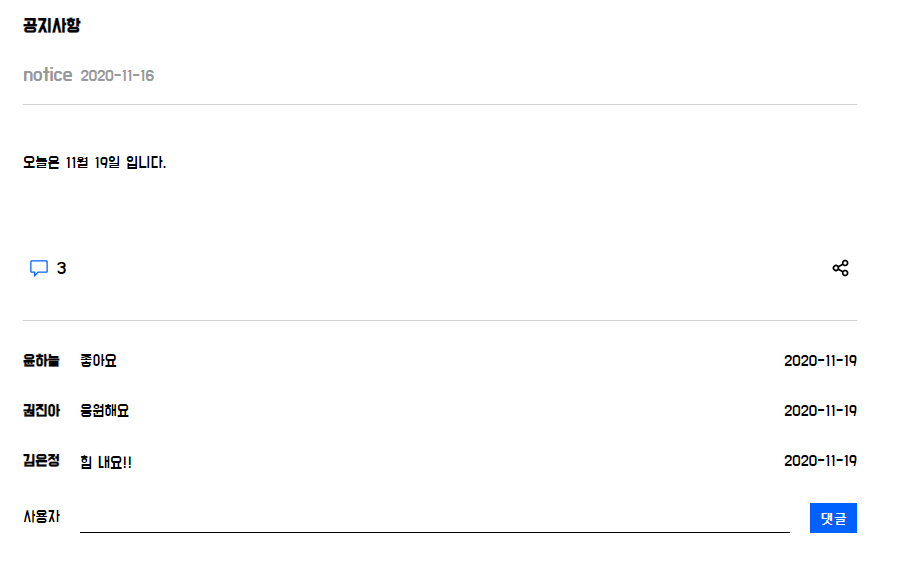 공지사항
notice 2020-11-16
오늘은 11월 19일 입니다.
3
윤하늘 좋아요 2020-11-19
권진아 응원해요 2020-11-19
김은정 힘 내요!! 2020-11-19
사용자 댓글